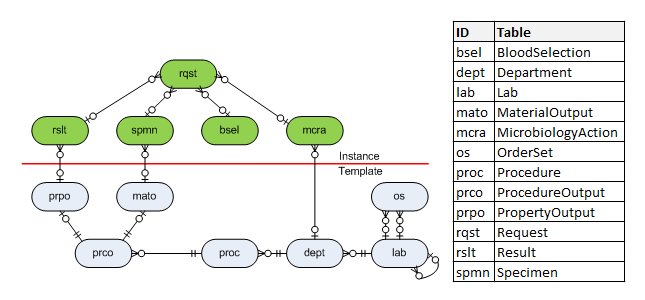 rqst
rslt
spmn
bsel
mcra
Instance
Template
prpo
mato
os
prco
proc
dept
lab
ID Table
bsel BloodSelection
dept Department
lab Lab
mato MaterialOutput
mcra MicrobiologyAction
os OrderSet
proc Procedure
prco ProcedureOutput
prpo PropertyOutput
rqst Request
rslt Result
spmn Specimen